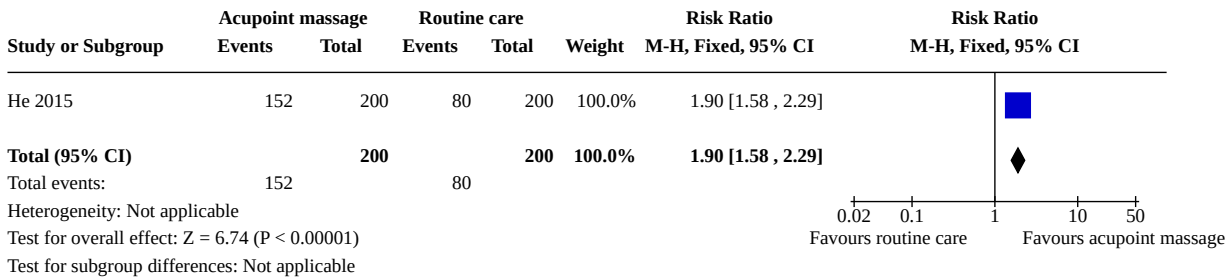 Acupoint massage Routine care Risk Ratio Risk Ratio
Study or Subgroup Events Total Events Total Weight M-H, Fixed, 95% CI M-H, Fixed, 95% CI
He 2015 152 200 80 200 100.0% 1.90 [1.58 , 2.29]
Total (95% CI) 200 200 100.0% 1.90 [1.58 , 2.29]
Total events: 152 80
Heterogeneity: Not applicable 0.02 0.1 1 10 50
Test for overall effect: Z = 6.74 (P < 0.00001) Favours routine care Favours acupoint massage
Test for subgroup differences: Not applicable